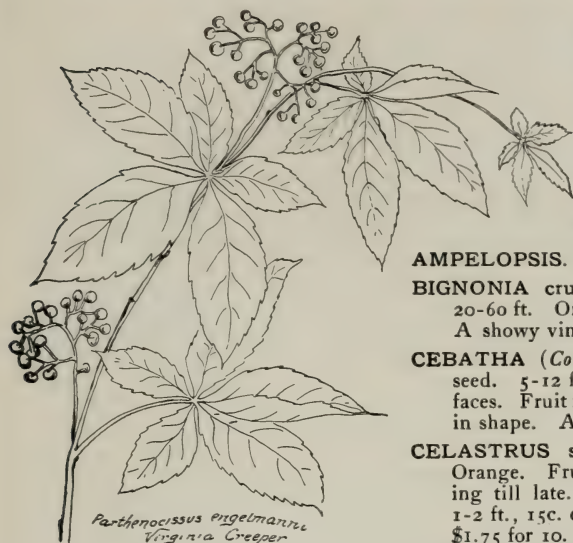 AMPELOPSIS.
BIGNONIA cru
20-60 ft. O
A showy vin
CEBATHA (Co
seed. 5-12 f
faces. Fruit
in shape. A
CELASTRUS s
Orange. Fru
ing till late.
1-2 ft., 15c.
$1.75 for 10.
Parthenocissus engelmanni
Virginia Creeper